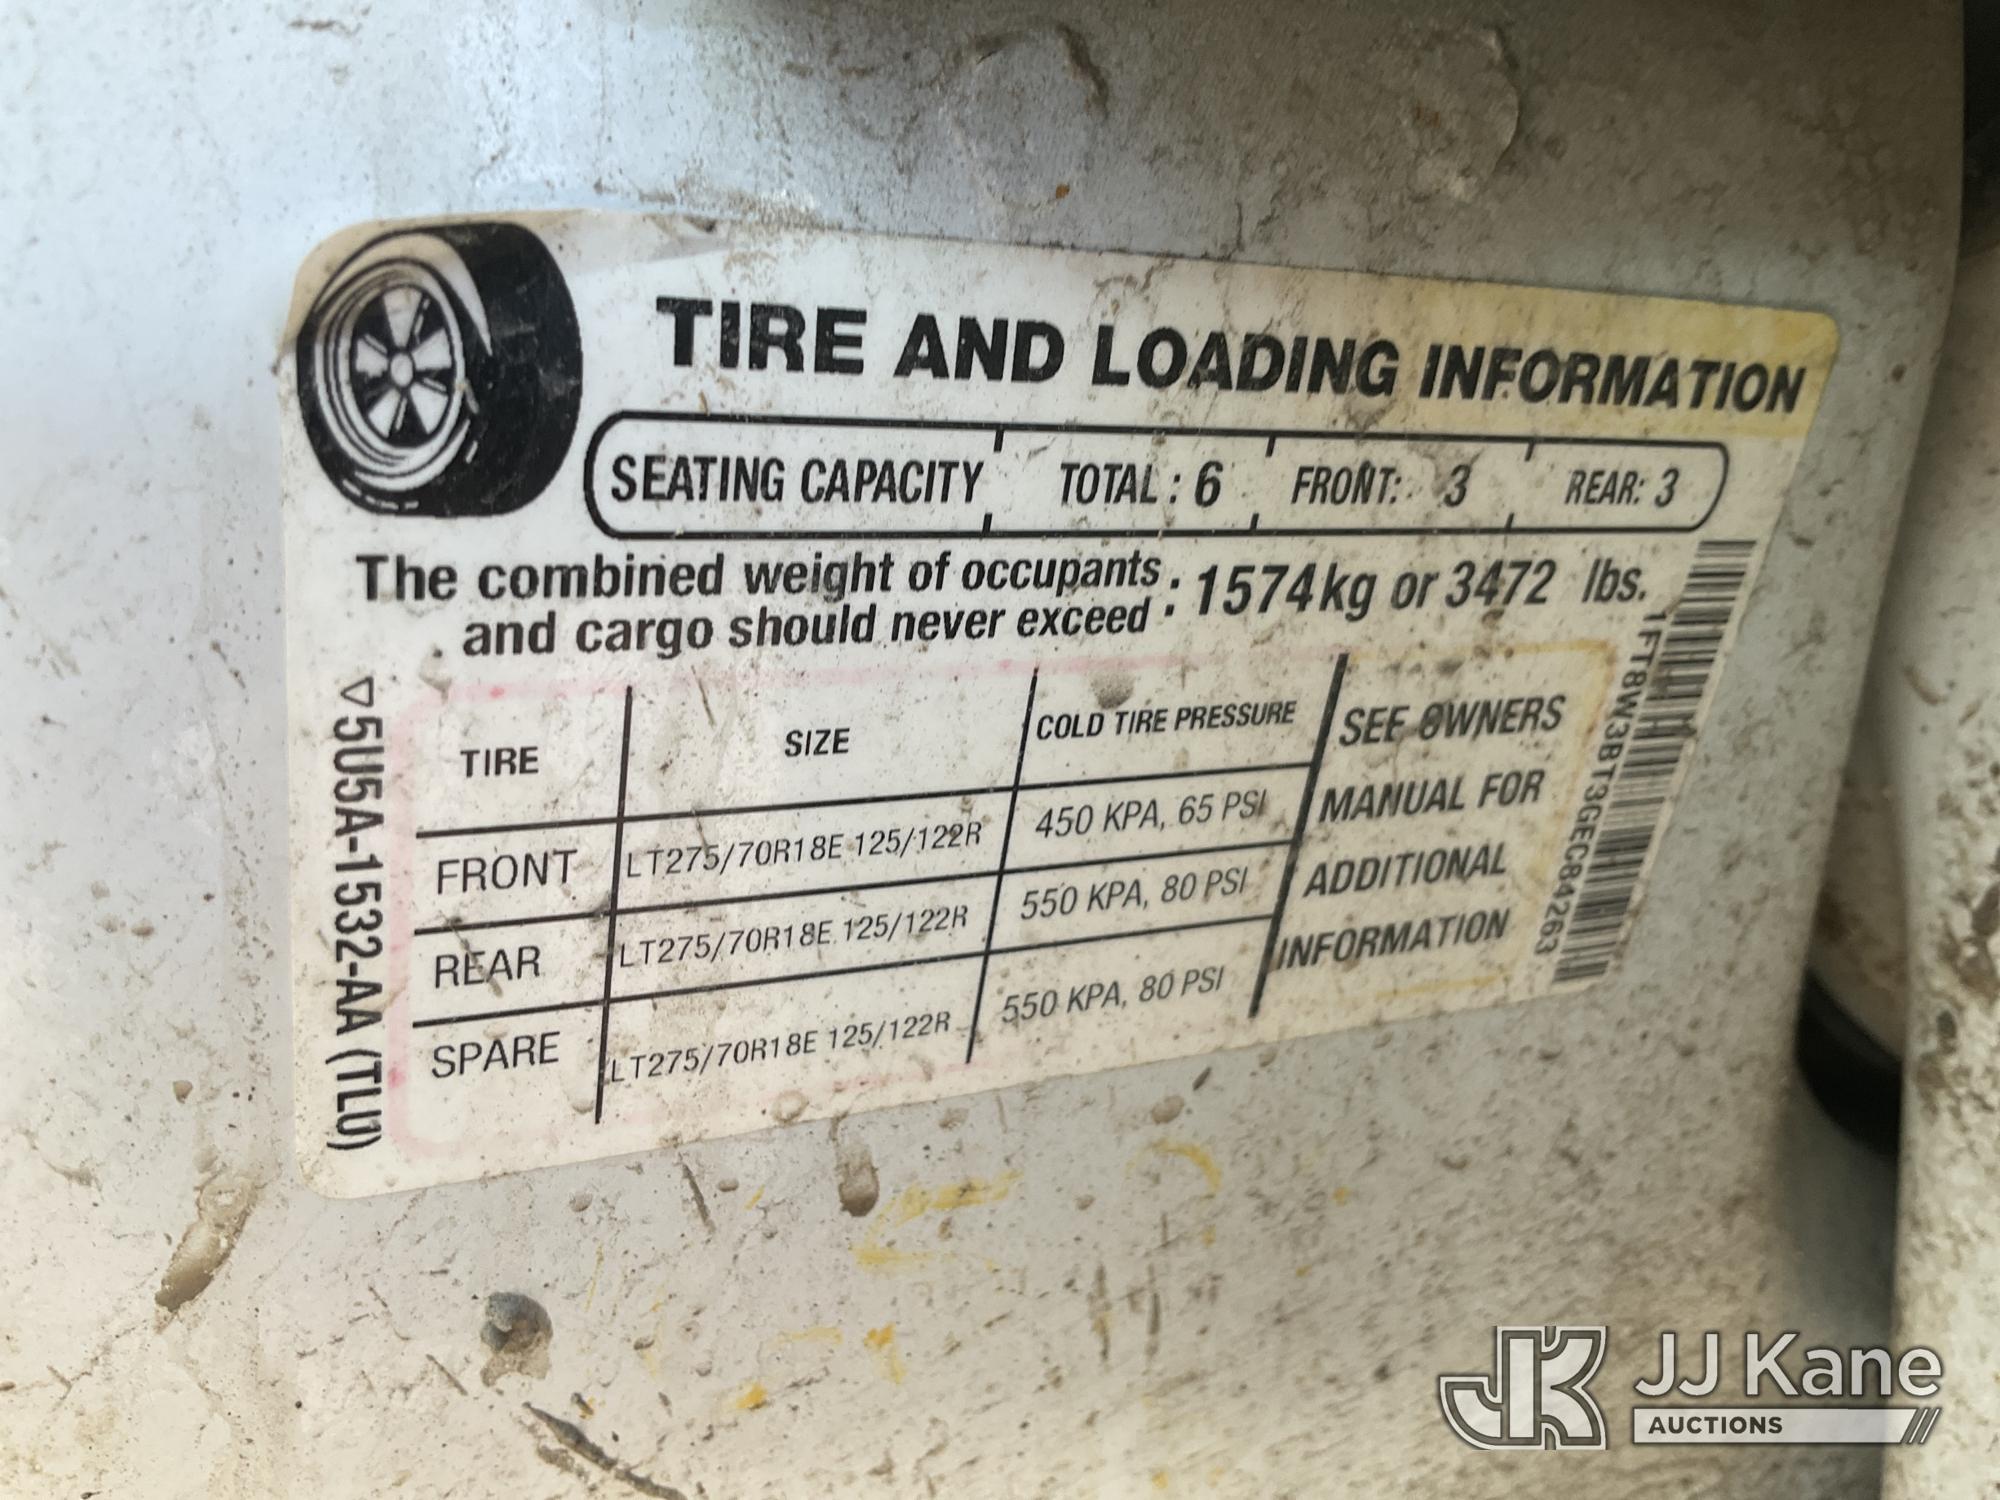 TIRE AND LOADING INFORMATION
SEATING CAPACITY TOTAL : 6 FRONT: 3 REAR: 3
The combined weight of occupants
and cargo should never exceed : 1574kg or 3472 lbs.
TIRE SIZE COLD TIRE PRESSURE
FRONT LT275/70R18E 125/122R 450 KPA, 65 PSI
REAR LT275/70R18E 125/122R 550 KPA, 80 PSI
SPARE LT275/70R18E 125/122R 550 KPA, 80 PSI
SEE OWNERS
MANUAL FOR
ADDITIONAL
INFORMATION
5U5A-1532-AA (TLU)
1FT8W3BT3GEC84263
JK JJ Kane
AUCTIONS